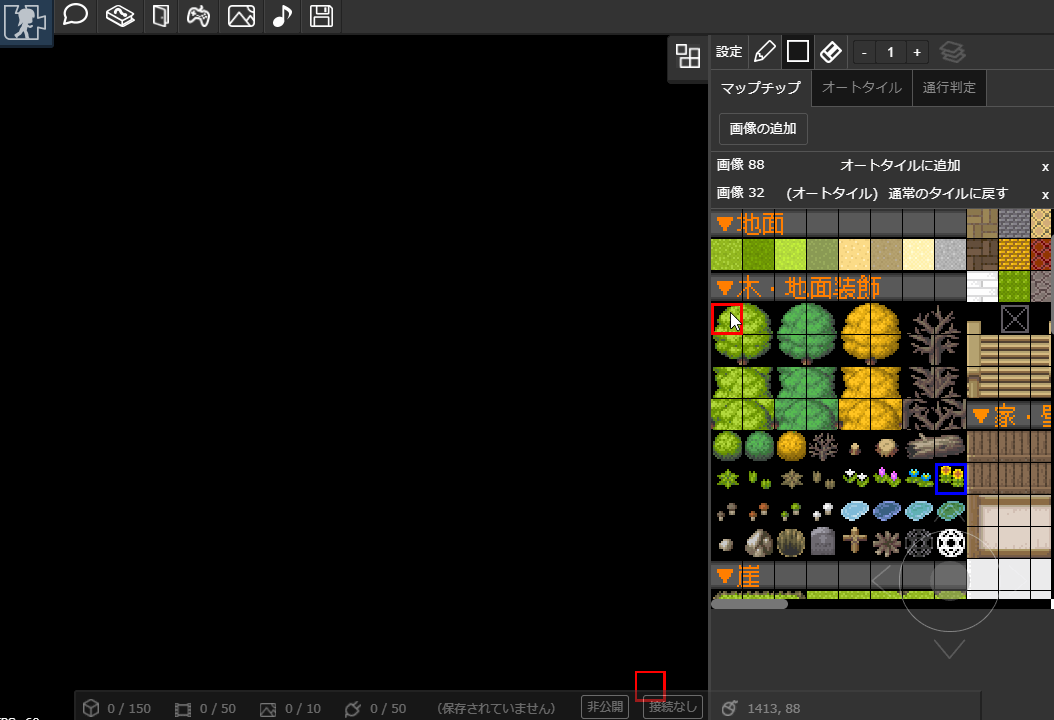 設定
- 1 +
マップチップ オートタイル 通行判定
画像の追加
画像 88 オートタイルに追加 x
画像 32 (オートタイル) 通常のタイルに戻す x
▼地面
▼木・地面装飾
▼家・壁
▼崖
0 / 150 0 / 50 0 / 10 0 / 50 (保存されていません) 非公開 接続なし 1413, 88